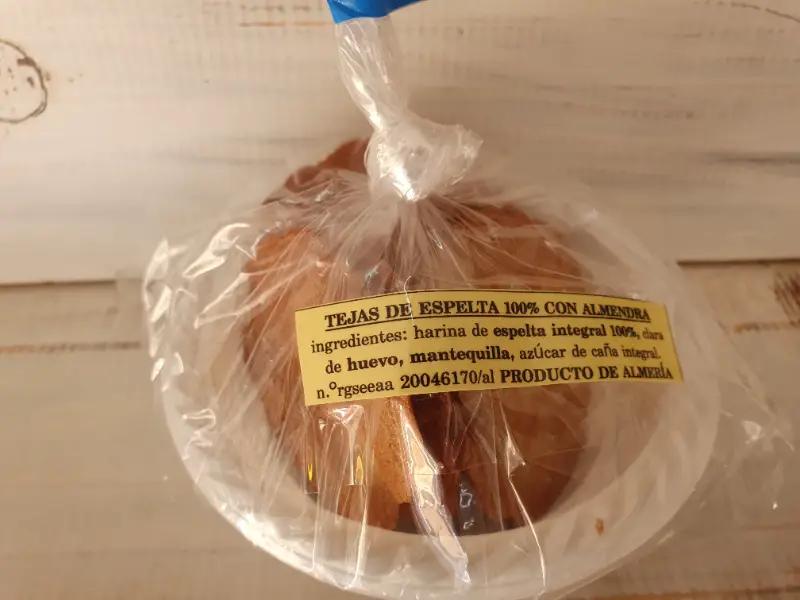 TEJAS DE ESPELTA 100% CON ALMENDRA
ingredientes: harina de espelta integral 100%, clara
de huevo, mantequilla, azúcar de caña integral.
n.ºrgseeaa 20046170/al PRODUCTO DE ALMERÍA